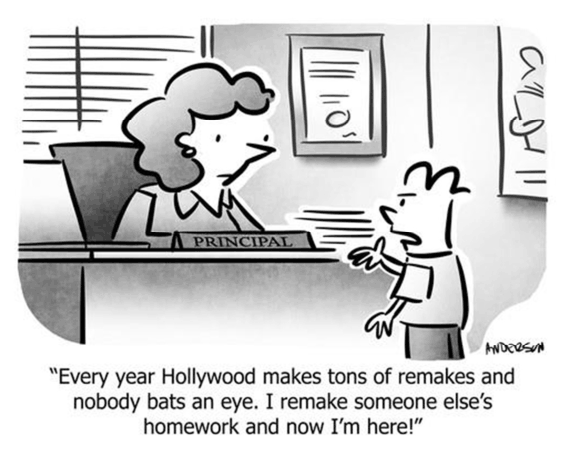 PRINCIPAL
ANDERSON
"Every year Hollywood makes tons of remakes and
nobody bats an eye. I remake someone else's
homework and now I'm here!"